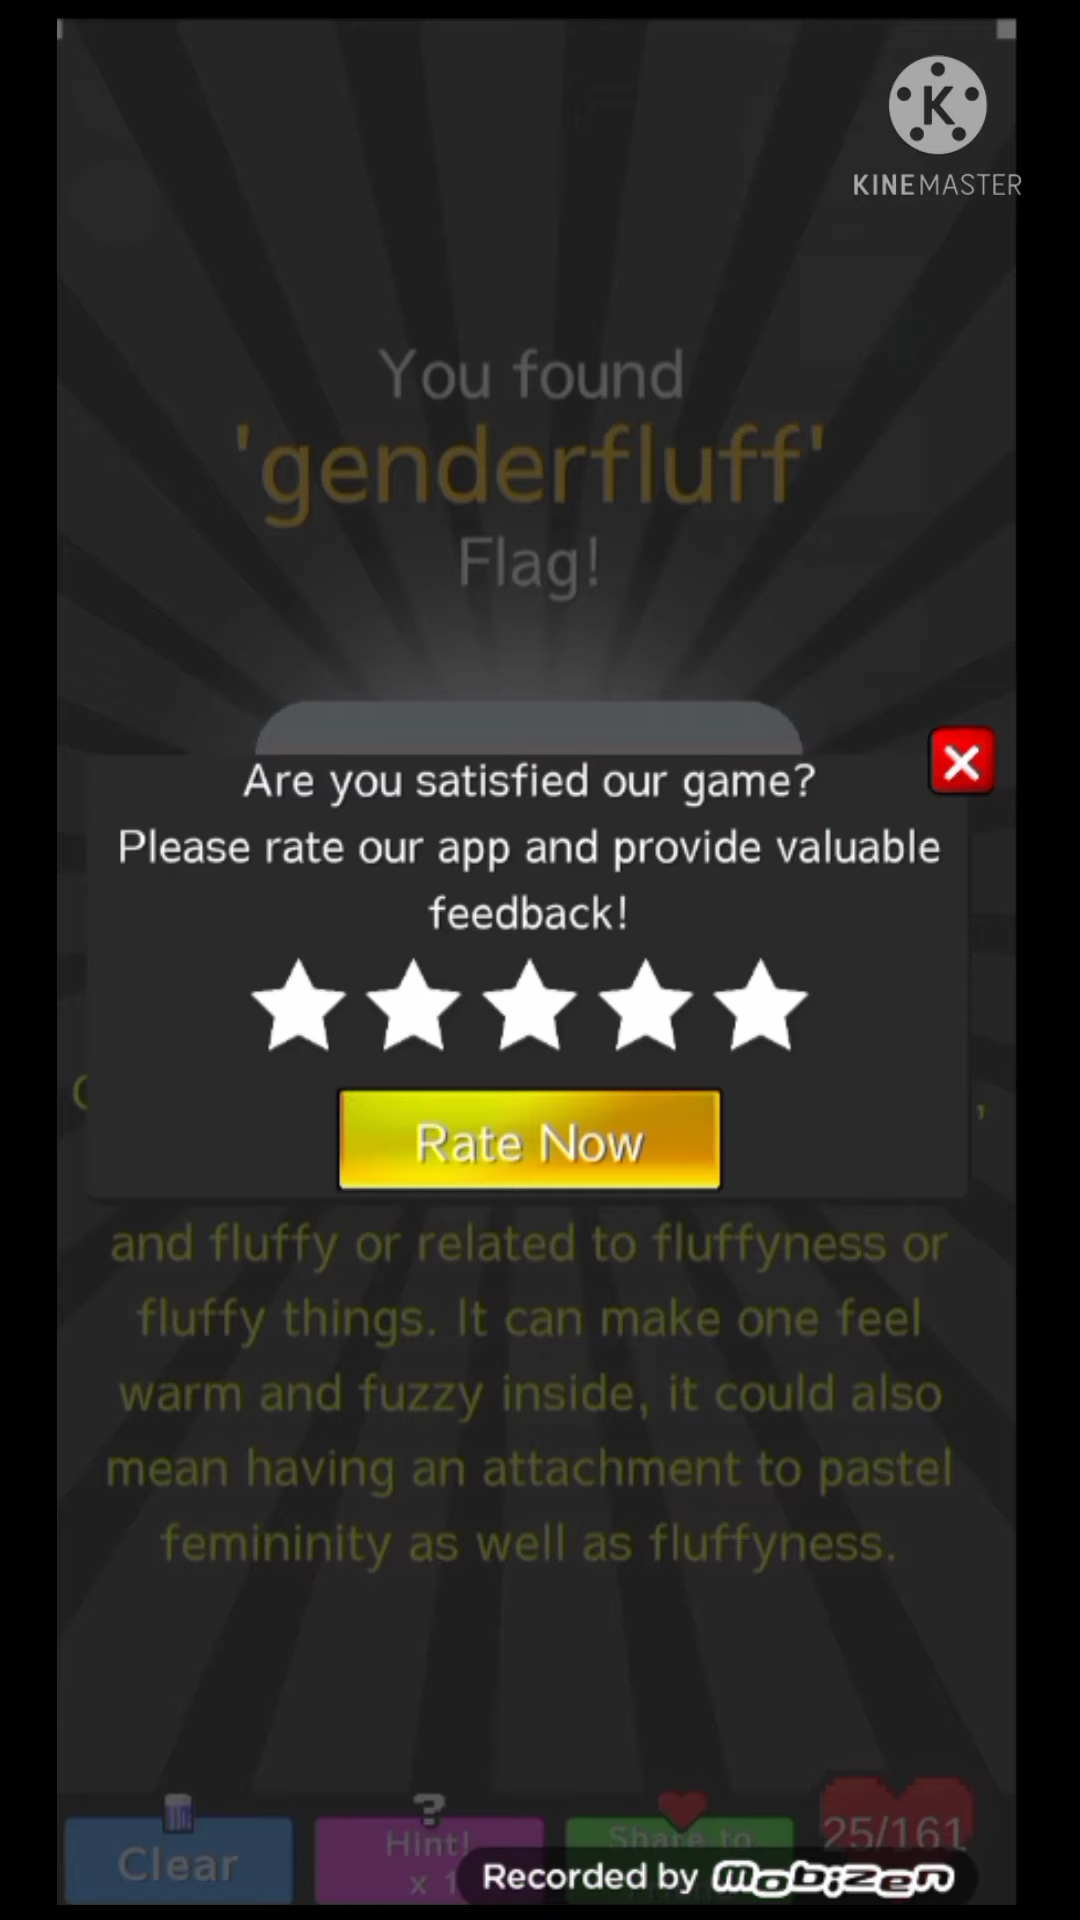 K
KINEMASTER
You found
'genderfluff'
Flag!
Are you satisfied our game?
Please rate our app and provide valuable
feedback!
Rate Now
and fluffy or related to fluffyness or
fluffy things. It can make one feel
warm and fuzzy inside, it could also
mean having an attachment to pastel
femininity as well as fluffyness.
Clear
?
Hint!
x 1
Share to
25/161
Recorded by mobizen